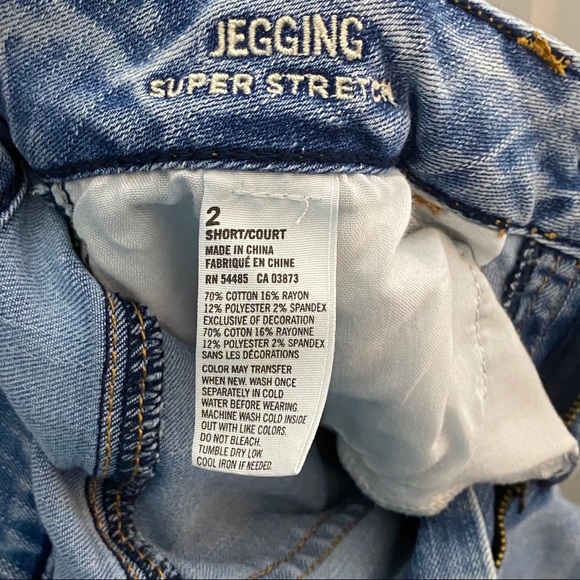 JEGGING
SUPER STRETCH
2
SHORT/COURT
MADE IN CHINA
FABRIQUÉ EN CHINE
RN 54485 CA 03873
70% COTTON 16% RAYON
12% POLYESTER 2% SPANDEX
EXCLUSIVE OF DECORATION
70% COTON 16% RAYONNE
12% POLYESTER 2% SPANDEX
SANS LES DÉCORATIONS
COLOR MAY TRANSFER
WHEN NEW. WASH ONCE
SEPARATELY IN COLD
WATER BEFORE WEARING.
MACHINE WASH COLD INSIDE
OUT WITH LIKE COLORS.
DO NOT BLEACH.
TUMBLE DRY LOW.
COOL IRON IF NEEDED.